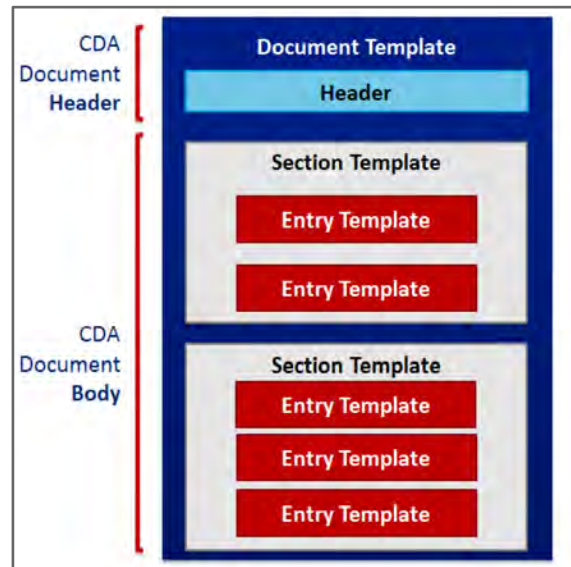 CDA
Document
Header
Document Template
Header
CDA
Document
Body
Section Template
Entry Template
Entry Template
Section Template
Entry Template
Entry Template
Entry Template